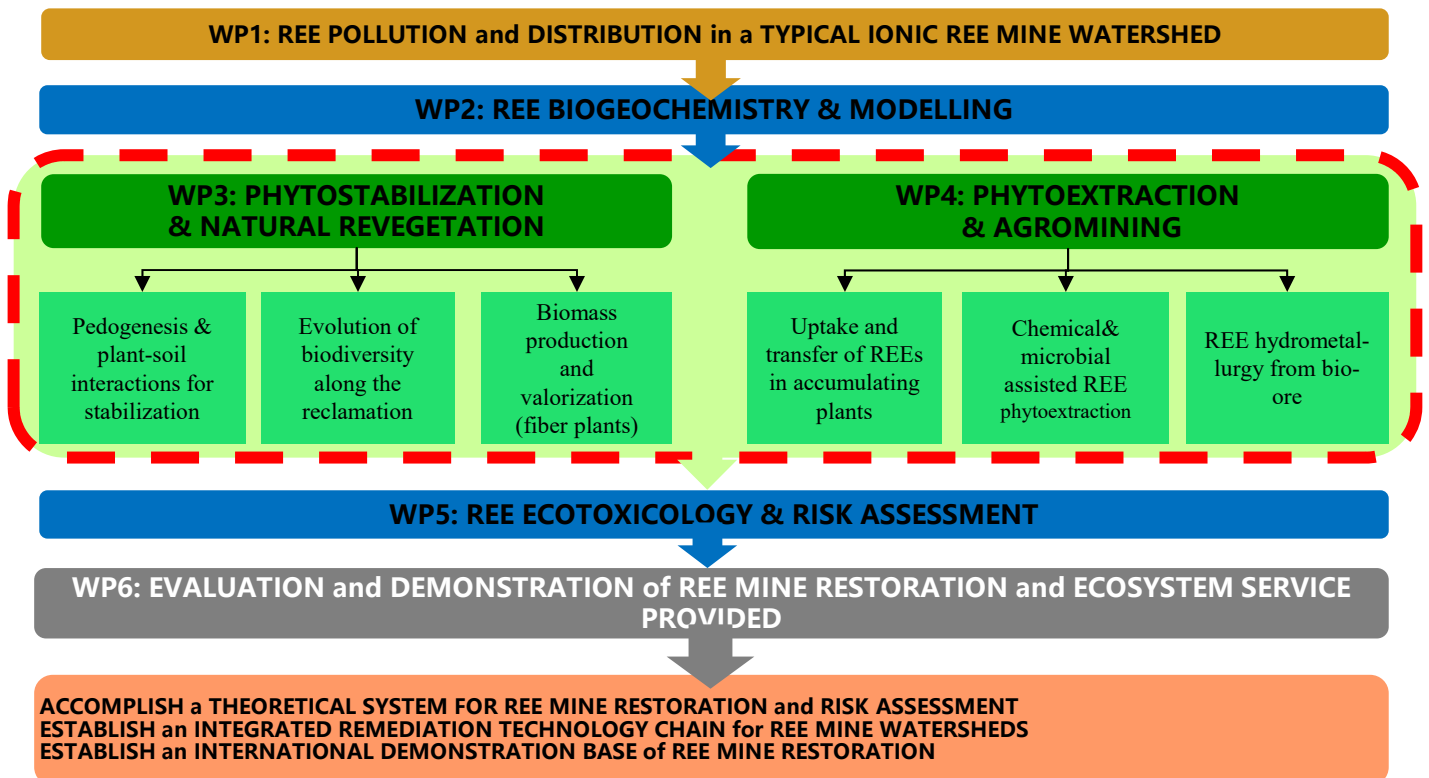 WP1: REE POLLUTION and DISTRIBUTION in a TYPICAL IONIC REE MINE WATERSHED
WP2: REE BIOGEOCHEMISTRY & MODELLING
WP3: PHYTOSTABILIZATION
& NATURAL REVEGETATION
WP4: PHYTOEXTRACTION
& AGROMINING
Pedogenesis &
plant-soil
interactions for
stabilization
Evolution of
biodiversity
along the
reclamation
Biomass
production
and
valorization
(fiber plants)
Uptake and
transfer of REEs
in accumulating
plants
Chemical&
microbial
assisted REE
phytoextraction
REE hydrometal-
lurgy from bio-
ore
WP5: REE ECOTOXICOLOGY & RISK ASSESSMENT
WP6: EVALUATION and DEMONSTRATION of REE MINE RESTORATION and ECOSYSTEM SERVICE
PROVIDED
ACCOMPLISH a THEORETICAL SYSTEM FOR REE MINE RESTORATION and RISK ASSESSMENT
ESTABLISH an INTEGRATED REMEDIATION TECHNOLOGY CHAIN for REE MINE WATERSHEDS
ESTABLISH an INTERNATIONAL DEMONSTRATION BASE of REE MINE RESTORATION